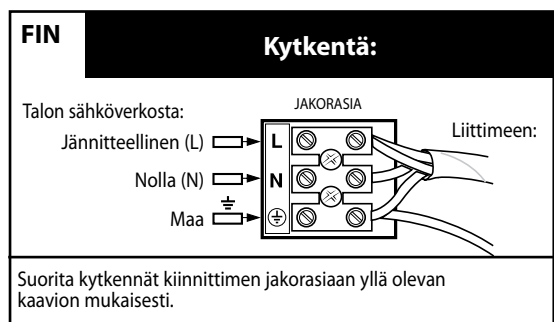 FIN
Kytkentä:
Talon sähköverkosta:
JAKORASIA
Liittimeen:
Jännitteellinen (L)
L
Nolla (N)
N
Maa
Suorita kytkennät kiinnittimen jakorasiaan yllä olevan
kaavion mukaisesti.